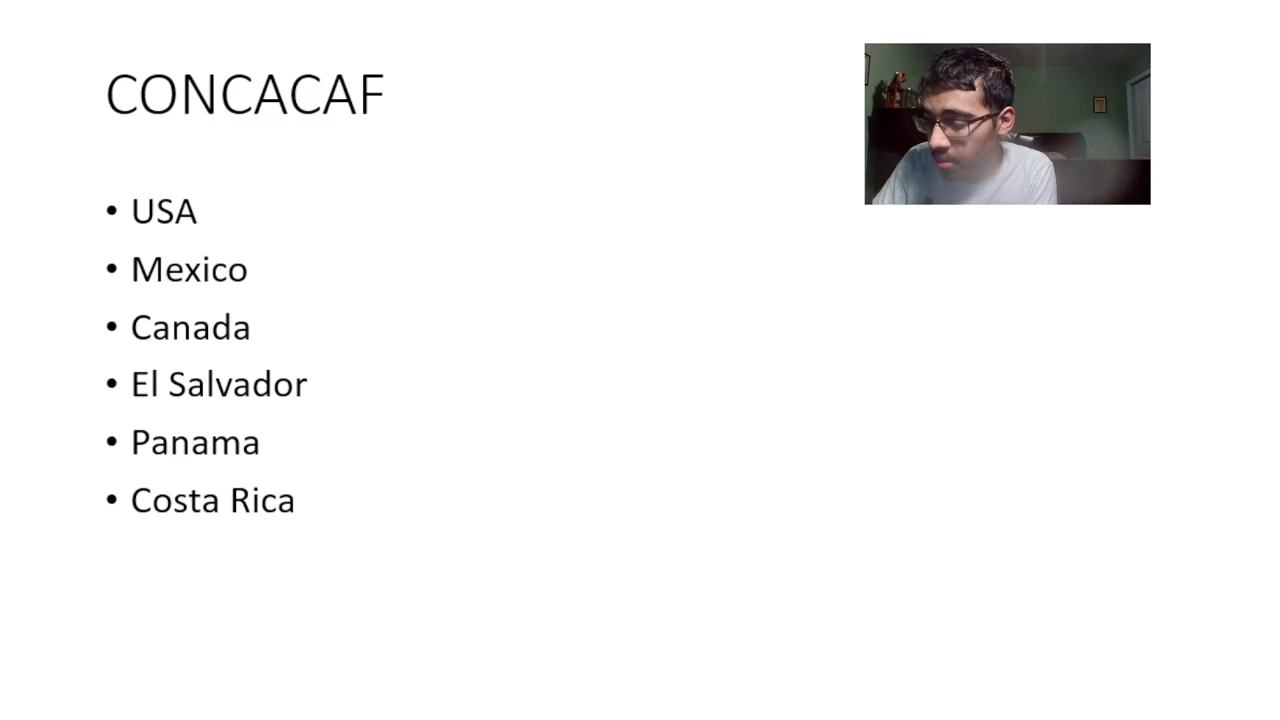 CONCACAF
• USA
• Mexico
• Canada
• El Salvador
• Panama
• Costa Rica